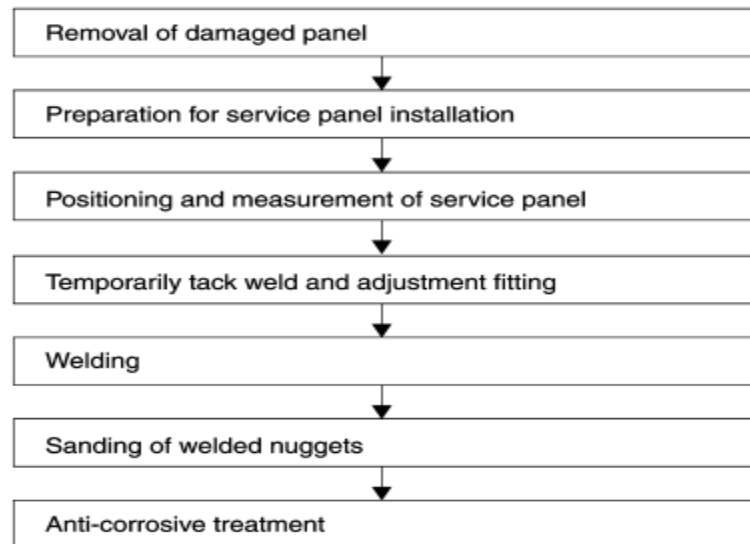 Removal of damaged panel
Preparation for service panel installation
Positioning and measurement of service panel
Temporarily tack weld and adjustment fitting
Welding
Sanding of welded nuggets
Anti-corrosive treatment